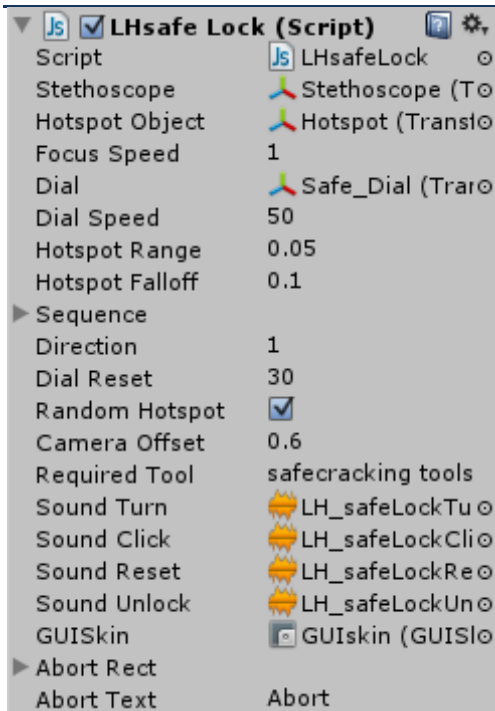 LHsafe Lock (Script)
Script LHsafeLock
Stethoscope Stethoscope (T
Hotspot Object Hotspot (Transf
Focus Speed 1
Dial Safe_Dial (Trar
Dial Speed 50
Hotspot Range 0.05
Hotspot Falloff 0.1
Sequence
Direction 1
Dial Reset 30
Random Hotspot
Camera Offset 0.6
Required Tool safecracking tools
Sound Turn LH_safeLockTu
Sound Click LH_safeLockCli
Sound Reset LH_safeLockRe
Sound Unlock LH_safeLockUn
GUISkin GUIskin (GUISl
Abort Rect
Abort Text Abort